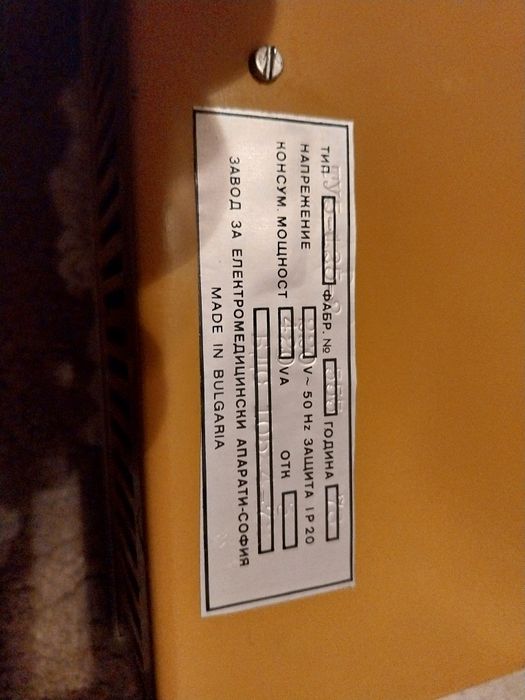 ТИП ФАБР. № ГОДИНА
НАПРЕЖЕНИЕ V~ 50 Hz ЗАЩИТА IP 20
КОНСУМ. МОЩНОСТ VA ОТК
ЗАВОД ЗА ЕЛЕКТРОМЕДИЦИНСКИ АПАРАТИ-СОФИЯ
MADE IN BULGARIA